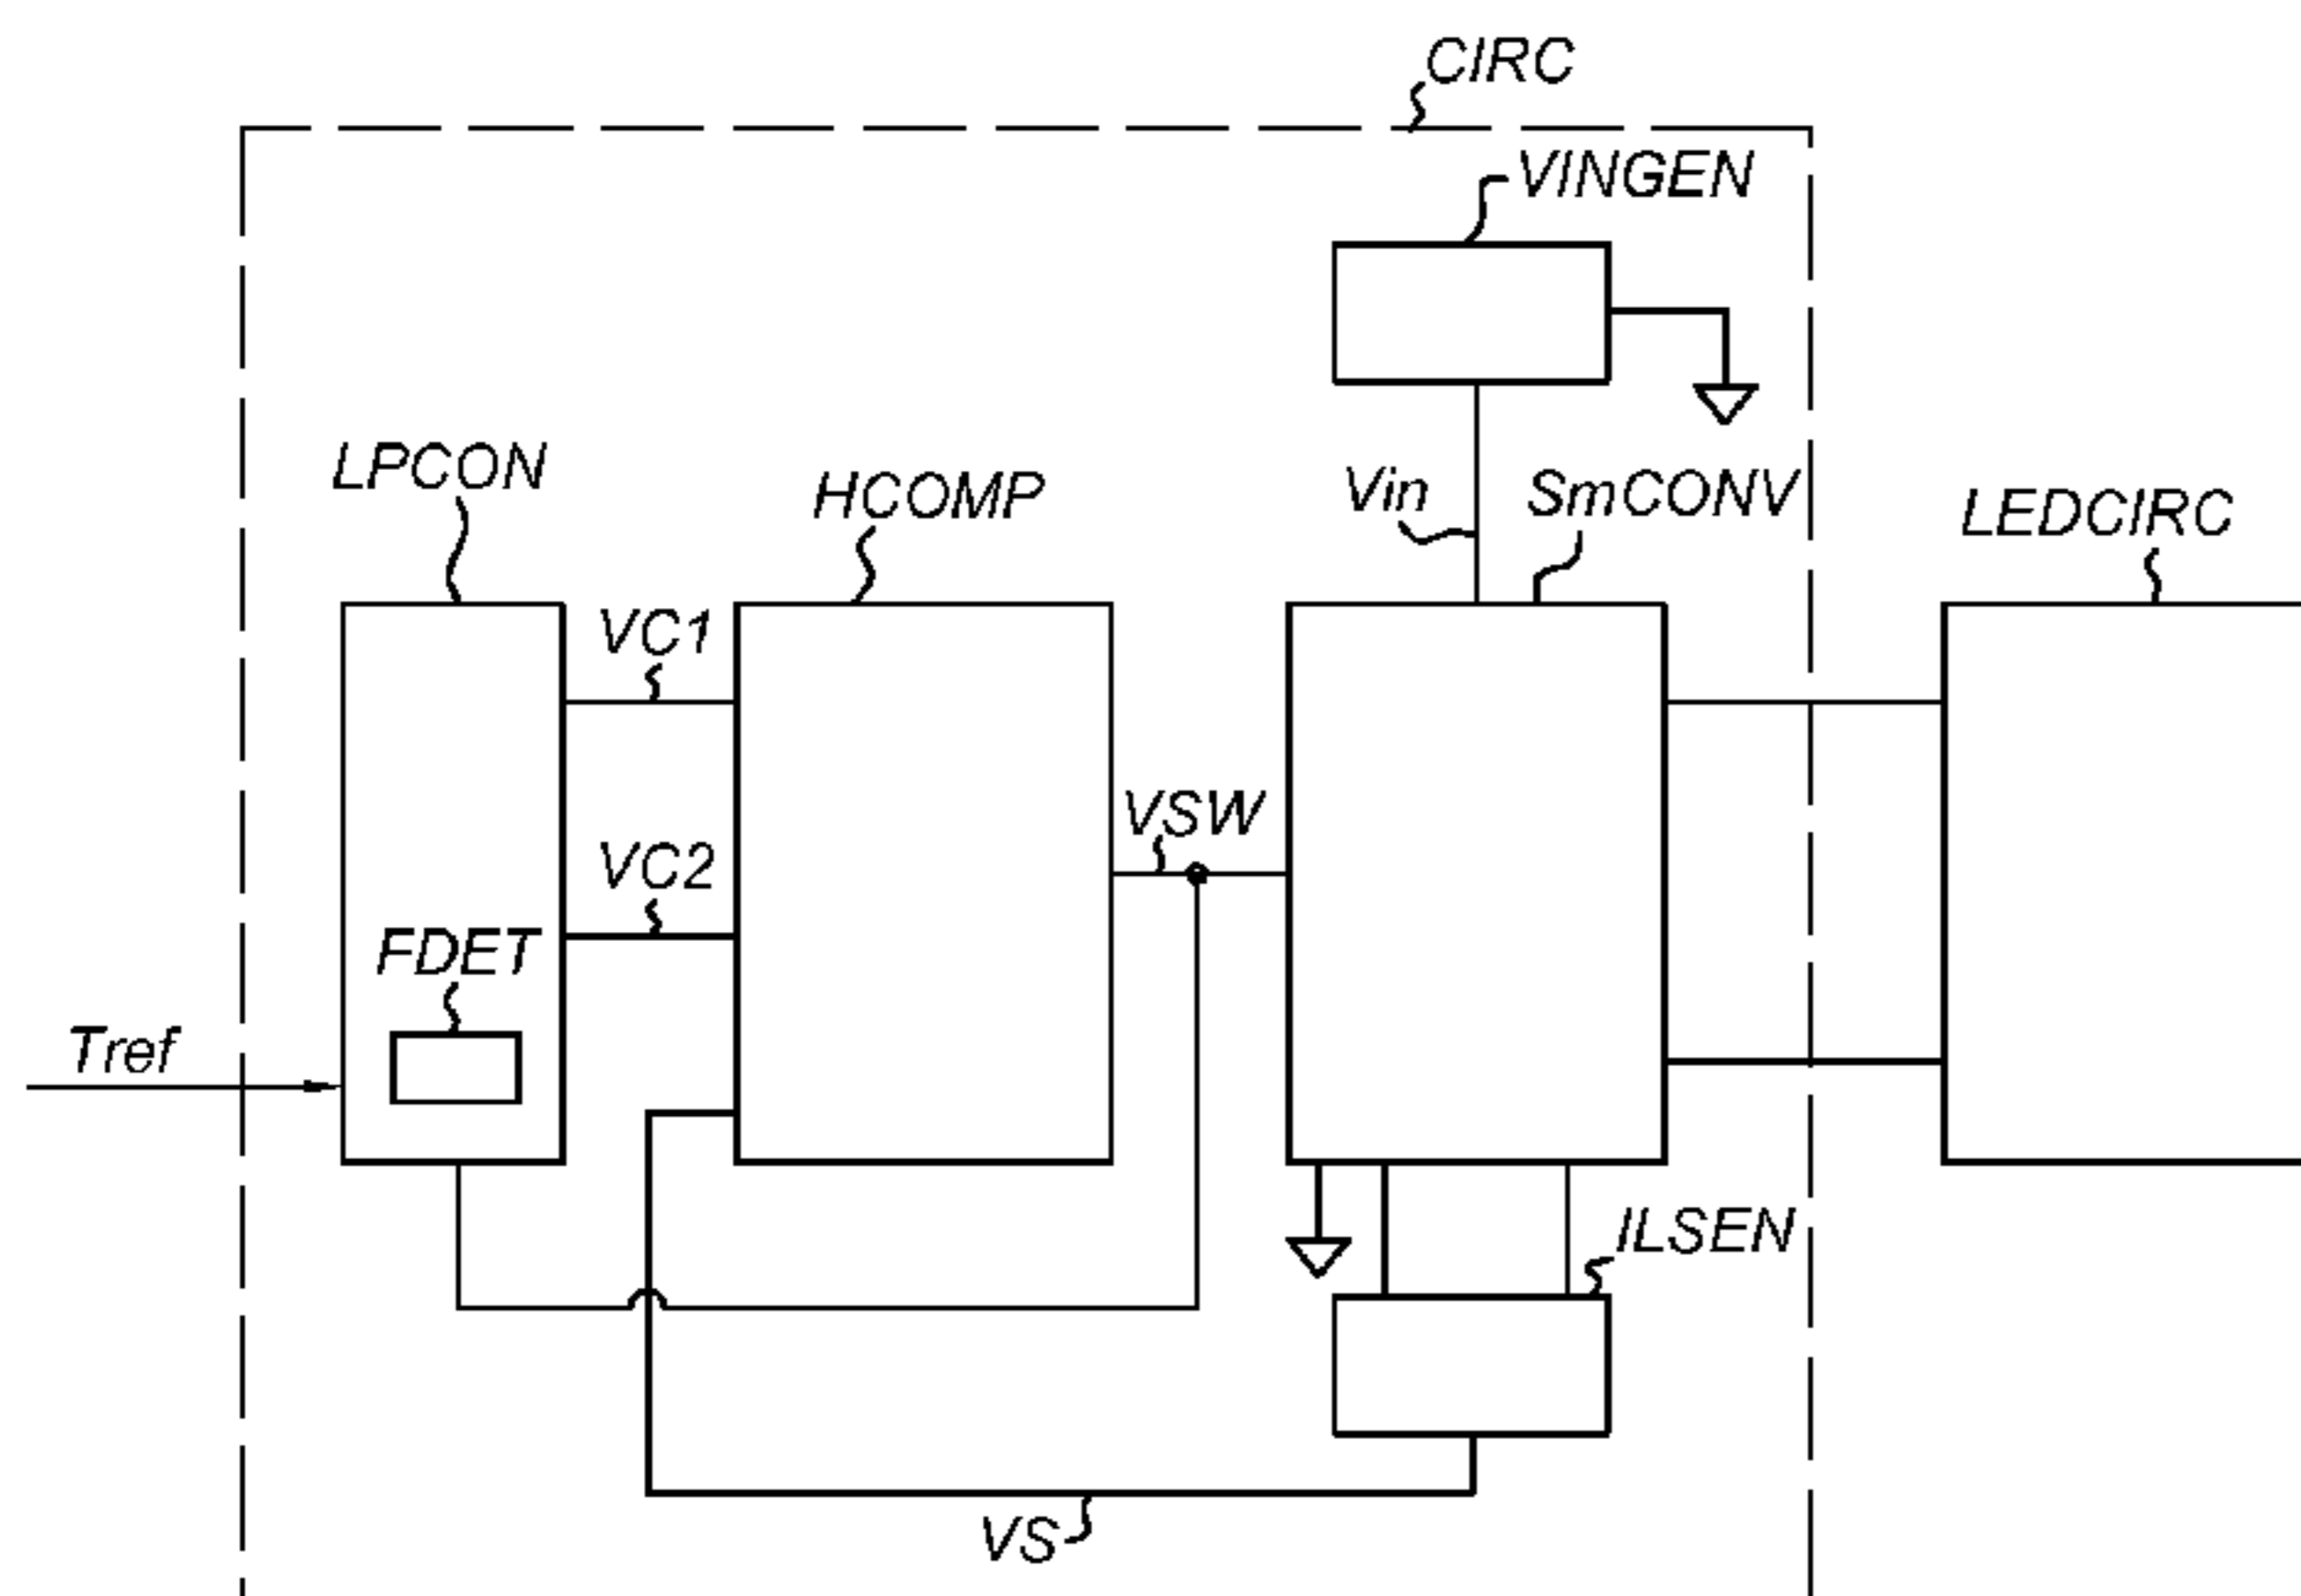 CIRC
VINGEN
LPCON
HCOMP
Vin
SmCONV
LEDCIRC
VC1
VSW
VC2
FDET
Tref
ILSEN
VS